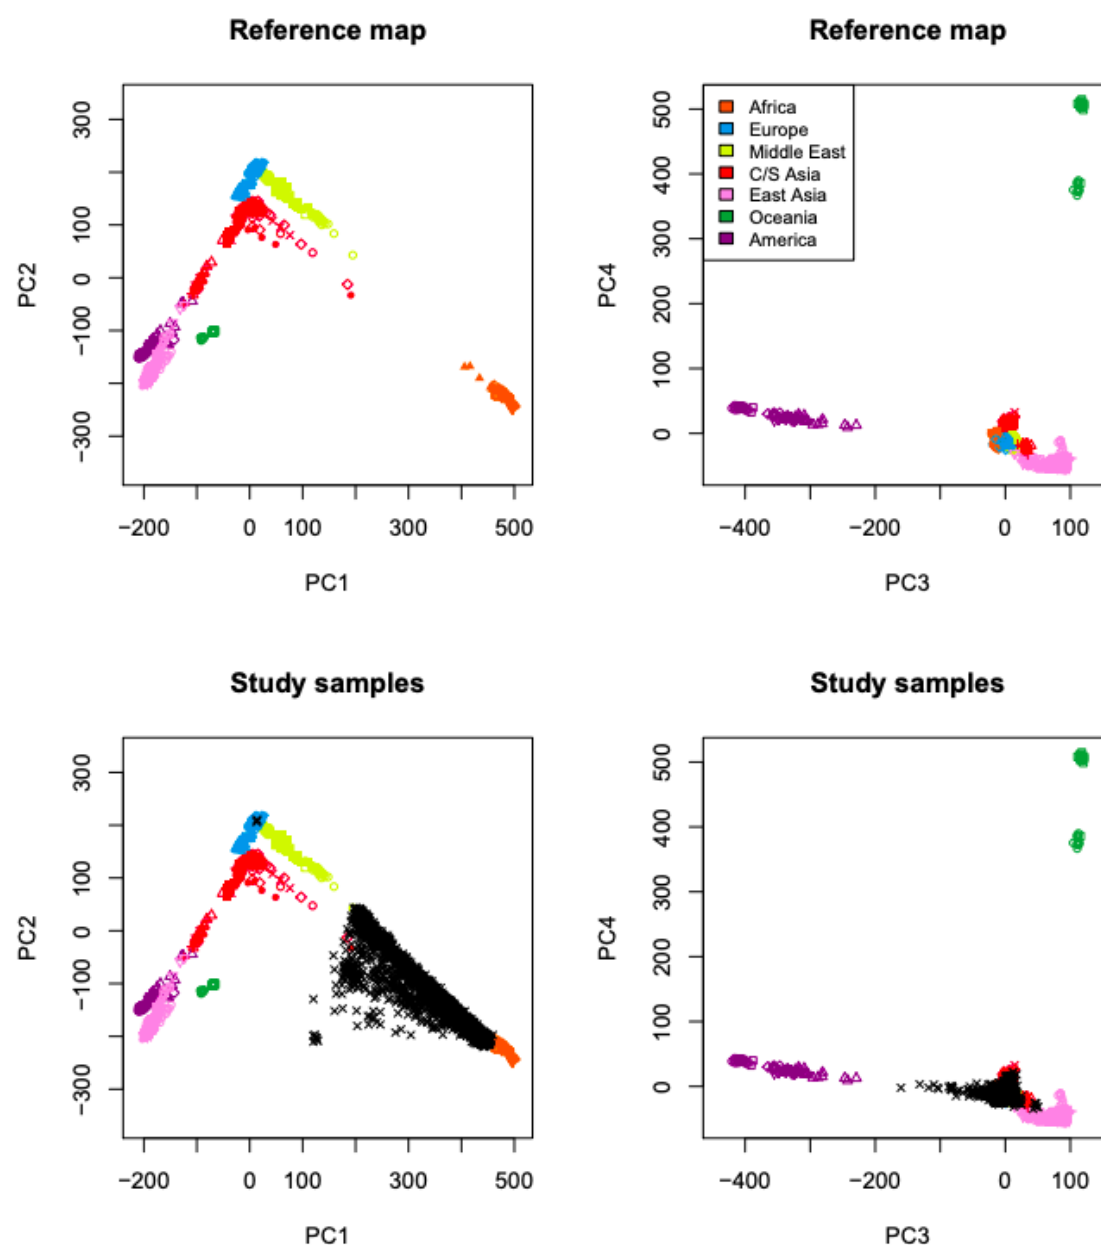 Reference map
300
100
0
−100
−300
PC2
−200
0
100
300
500
PC1
Reference map
500
400
300
200
100
0
PC4
Africa
Europe
Middle East
C/S Asia
East Asia
Oceania
America
−400
−200
0
100
PC3
Study samples
300
100
0
−100
−300
PC2
−200
0
100
300
500
PC1
Study samples
500
400
300
200
100
0
PC4
−400
−200
0
100
PC3